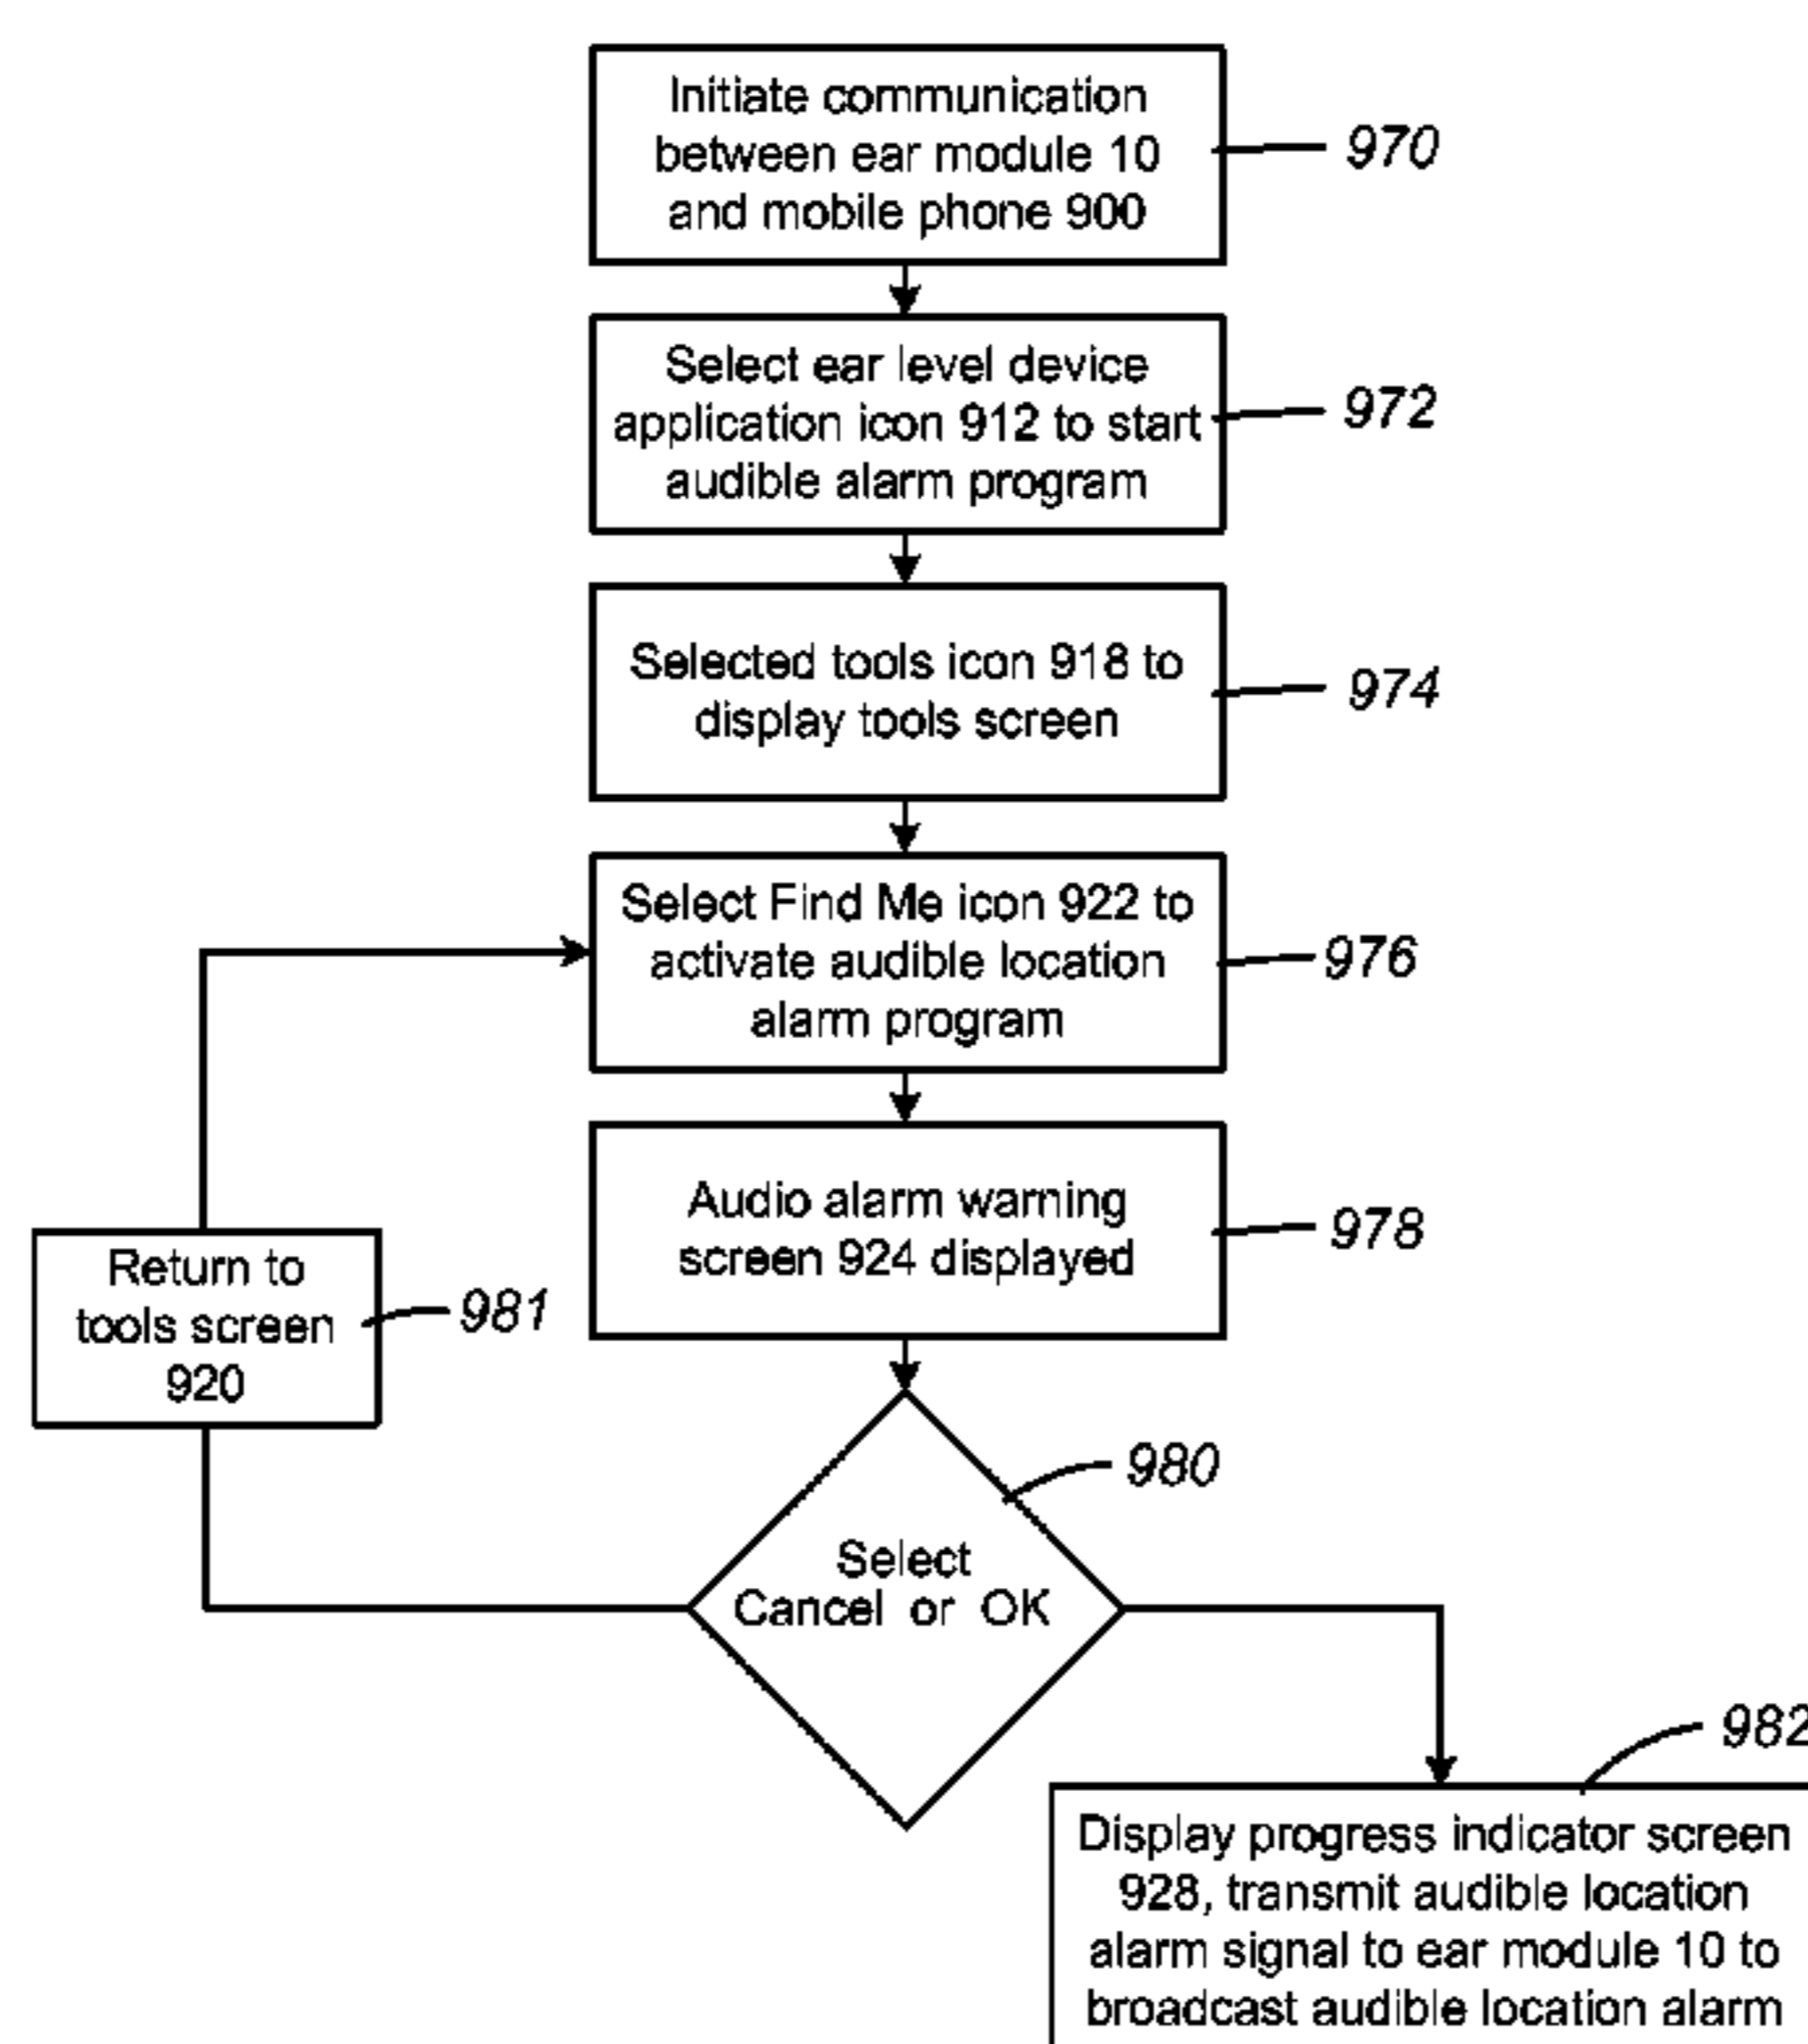 Initiate communication
between ear module 10
and mobile phone 900
970
Select ear level device
application icon 912 to start
audible alarm program
972
Selected tools icon 918 to
display tools screen
974
Select Find Me icon 922 to
activate audible location
alarm program
976
Audio alarm warning
screen 924 displayed
978
Return to
tools screen
920
981
980
Select
Cancel or OK
982
Display progress indicator screen
928, transmit audible location
alarm signal to ear module 10 to
broadcast audible location alarm